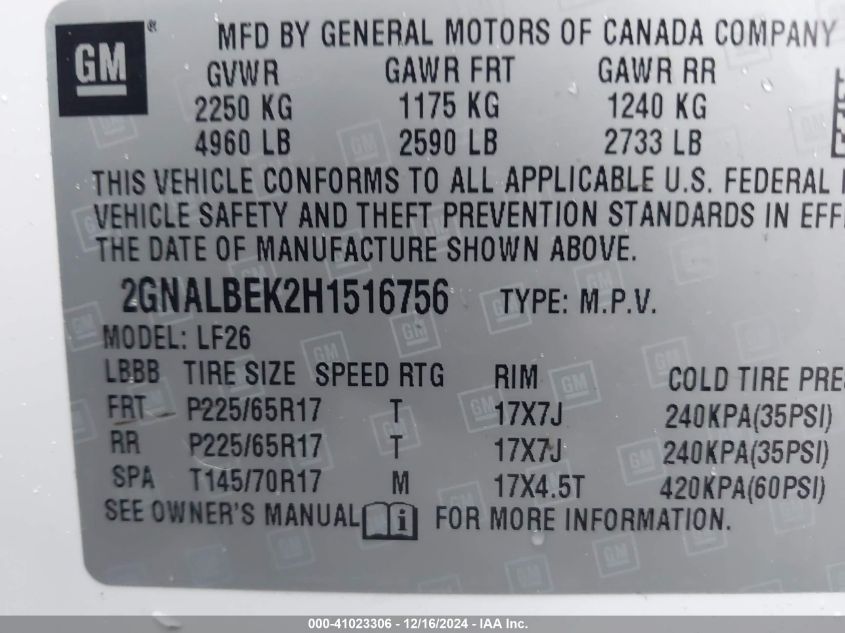 GM ®
MFD BY GENERAL MOTORS OF CANADA COMPANY
GVWR GAWR FRT GAWR RR
2250 KG 1175 KG 1240 KG
4960 LB 2590 LB 2733 LB
THIS VEHICLE CONFORMS TO ALL APPLICABLE U.S. FEDERAL
VEHICLE SAFETY AND THEFT PREVENTION STANDARDS IN EFF
THE DATE OF MANUFACTURE SHOWN ABOVE.
2GNALBEK2H1516756 TYPE: M.P.V.
MODEL: LF26
LBBB TIRE SIZE SPEED RTG RIM COLD TIRE PRE
FRT P225/65R17 T 17X7J 240KPA(35PSI)
RR P225/65R17 T 17X7J 240KPA(35PSI)
SPA T145/70R17 M 17X4.5T 420KPA(60PSI)
SEE OWNER'S MANUAL i FOR MORE INFORMATION.
000-41023306 - 12/16/2024 - IAA Inc.